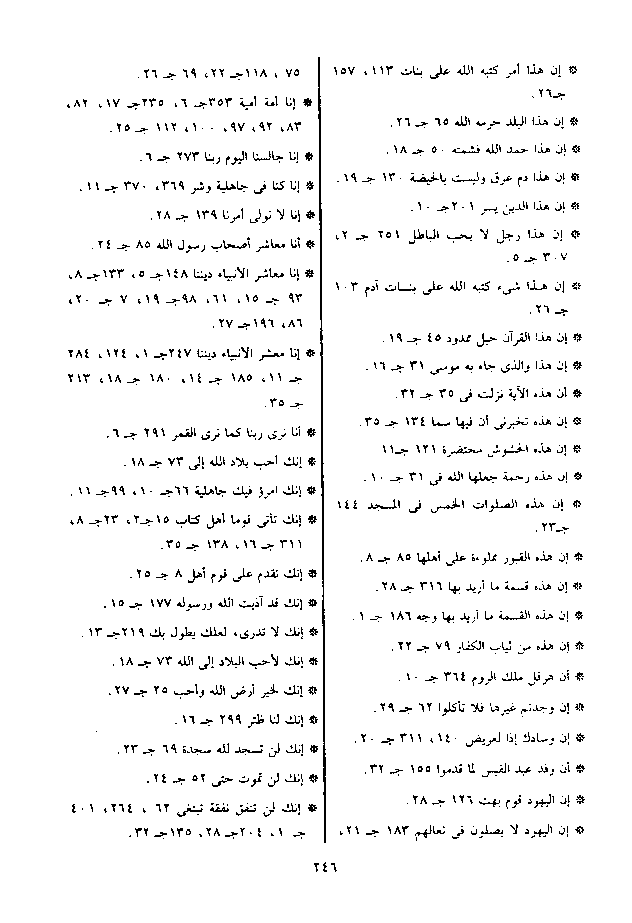 * إن هذا أمر كتبه الله على بنات ١١٣، ١٥٧
جـ٢٦.
* إن هذا البلد حرمه الله ٦٥ جـ ٢٦.
* إن هذا حمد الله فشمته ٥٠ جـ ١٨.
* إن هذا دم عرق وليست بالحيضة ١٣٠ جـ ١٩.
* إن هذا الدين يسر ٢٠١جـ ١٠.
* إن هذا رجل لا يحب الباطل ٢٥١ جـ ٢،
٣٠٧ جـ ٥.
* إن هذا شىء كتبه الله على بنات آدم ١٠٣
جـ ٢٦.
* إن هذا القرآن حبل ممدود ٤٥ جـ ١٩.
* إن هذا والذى جاء به موسى ٣١ جـ ١٦.
* أن هذه الآية نزلت فى ٣٥ جـ ٣٢.
* إن هذه تخبرنى أن فيها سما ١٣٤ جـ ٣٥.
* إن هذه الحشوش محتضرة ١٢١ جـ١١
* إن هذه رحمة جعلها الله فى ٣١ جـ ١٠.
* إن هذه الصلوات الخمس فى المسجد ١٤٤
جـ٢٣.
* إن هذه القبور مملوءة على أهلها ٨٥ جـ ٨.
* إن هذه قسمة ما أريد بها ٣١٦ جـ ٢٨.
* إن هذه القسمة ما أريد بها وجه ١٨٦ جـ ١.
* إن هذه من ثياب الكفار ٧٩ جـ ٢٢.
* أن هرقل ملك الروم ٣٦٤ جـ ١٠.
* إن وجدتم غيرها فلا تأكلوا ٦٢ جـ ٢٩.
* إن وسادك إذا لعريض ١٤٠، ٣١١ جـ ٢٠.
* أن وفد عبد القيس لما قدموا ١٥٥ جـ ٣٢.
* إن اليهود قوم بهت ١٢٦ جـ ٢٨.
* إن اليهود لا يصلون فى نعالهم ١٨٣ جـ ٢١،
٧٥ ، ١١٨جـ ٢٢، ٦٩ جـ ٢٦.
* إنا أمة أمية ٣٥٣جـ ٦، ٢٣٥جـ ١٧، ٨٢،
٨٣، ٩٢، ٩٧، ١٠٠، ١١٢ جـ ٢٥.
* إنا جالسنا اليوم ربنا ٢٧٣ جـ ٦.
* إنا كنا فى جاهلية وشر ٣٦٩، ٣٧٠ جـ ١١.
* إنا لا نولى أمرنا ١٣٩ جـ ٢٨.
* أنا معاشر أصحاب رسول الله ٨٥ جـ ٢٤.
* إنا معاشر الأنبياء ديننا ١٤٨جـ ٥، ١٣٣جـ ٨،
٩٣ جـ ١٥، ٦١، ٩٨جـ ١٩، ٧ جـ ٢٠،
٨٦، ١٩٦جـ ٢٧.
* إنا معشر الأنبياء ديننا ٢٤٧جـ ١، ١٢٤، ٢٨٤
جـ ١١، ١٨٥ جـ ١٤، ١٨٠ جـ ١٨، ٢١٣
جـ ٣٥.
* أنا نرى ربنا كما نرى القمر ٢٩١ جـ ٦.
* إنك أحب بلاد الله إلى ٧٣ جـ ١٨.
* إنك امرؤ فيك جاهلية ٦٦جـ ١٠، ٩٩جـ ١١.
* إنك تأتى قوما أهل كتاب ١٥جـ٢، ٢٣جـ ٨،
٣١١ جـ ١٦، ١٣٨ جـ ٣٥.
* إنك تقدم على قوم أهل ٨ جـ ٢٥.
* إنك قد آذيت الله ورسوله ١٧٧ جـ ١٥.
* إنك لا تدرى، لعلك يطول بك ٢١٩جـ ١٣.
* إنك لأحب البلاد إلى الله ٧٣ جـ ١٨.
* إنك لخير أرض الله وأحب ٢٥ جـ ٢٧.
* إنك لنا ظئر ٢٩٩ جـ ١٦.
* إنك لن تسجد لله سجدة ٦٩ جـ ٢٣.
* إنك لن تموت حتى ٥٢ جـ ٢٤.
* إنك لن تنفق نفقة تبتغى ٦٢ ، ٢٦٤، ٤٠١
جـ ١، ٢٠٤جـ ٢٨، ١٣٥جـ ٣٢.
٢٤٦